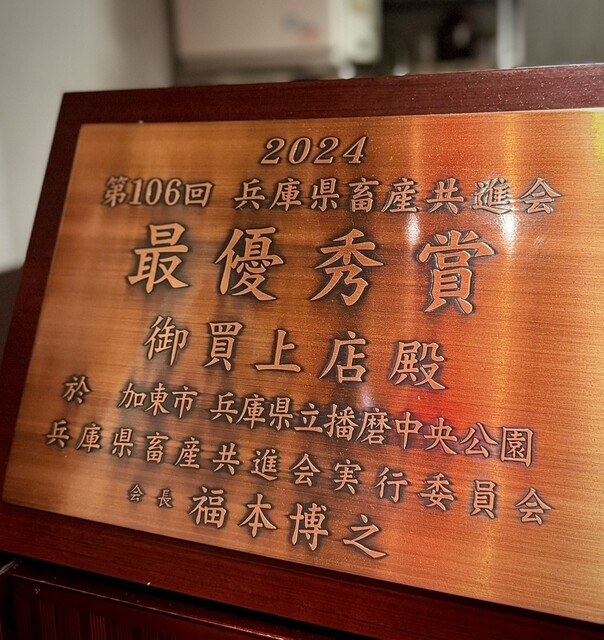 2024
第106回 兵庫県畜産共進会
最優秀賞
御買上店殿
於 加東市 兵庫県立播磨中央公園
兵庫県畜産共進会実行委員会
会長 福本博之